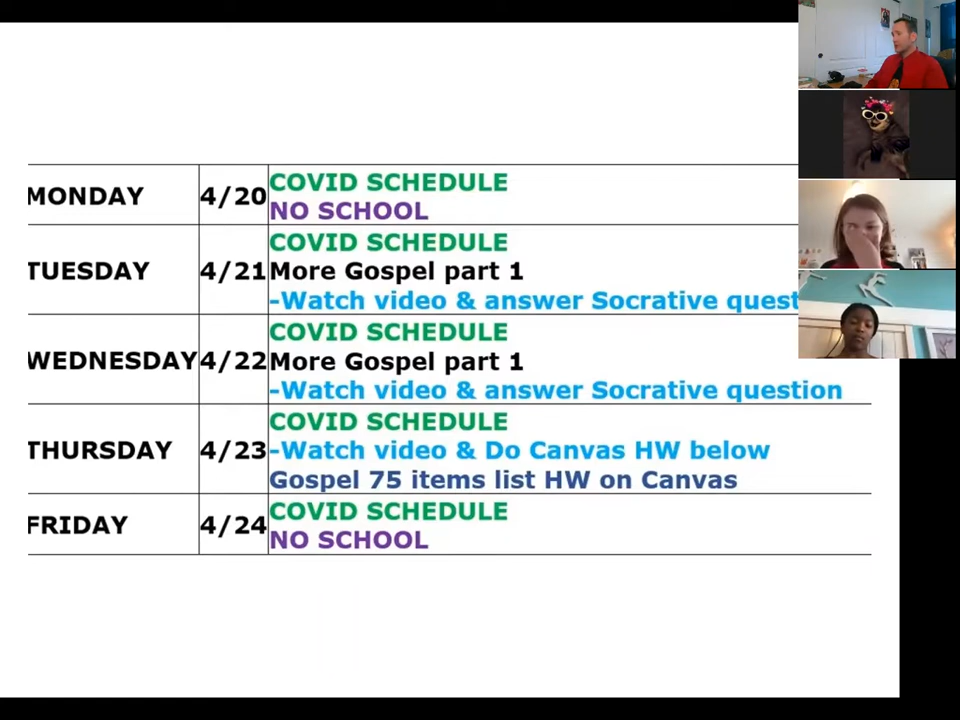 MONDAY 4/20 COVID SCHEDULE
NO SCHOOL
TUESDAY 4/21 COVID SCHEDULE
More Gospel part 1
-Watch video & answer Socrative quest
WEDNESDAY 4/22 COVID SCHEDULE
More Gospel part 1
-Watch video & answer Socrative question
THURSDAY 4/23 COVID SCHEDULE
-Watch video & Do Canvas HW below
Gospel 75 items list HW on Canvas
FRIDAY 4/24 COVID SCHEDULE
NO SCHOOL